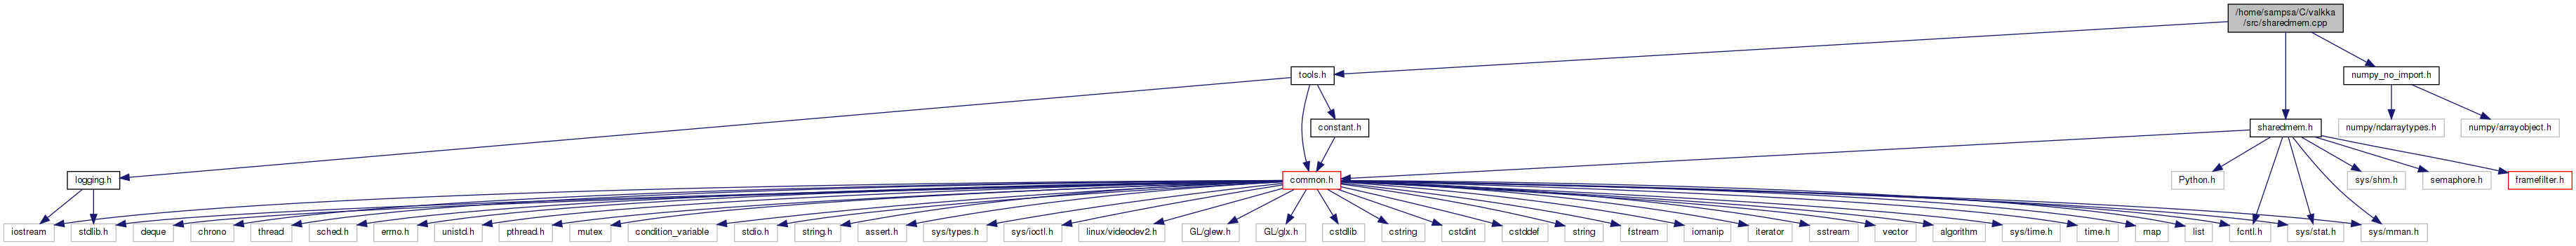 /home/sampsa/C/valkka
/src/sharedmem.cpp
tools.h
numpy_no_import.h
constant.h
sharedmem.h
numpy/ndarraytypes.h
numpy/arrayobject.h
logging.h
common.h
Python.h
sys/shm.h
semaphore.h
framefilter.h
iostream
stdlib.h
deque
chrono
thread
sched.h
errno.h
unistd.h
pthread.h
mutex
condition_variable
stdio.h
string.h
assert.h
sys/types.h
sys/ioctl.h
linux/videodev2.h
GL/glew.h
GL/glx.h
cstdlib
cstring
cstdint
cstddef
string
fstream
iomanip
iterator
sstream
vector
algorithm
sys/time.h
time.h
map
list
fcntl.h
sys/stat.h
sys/mman.h